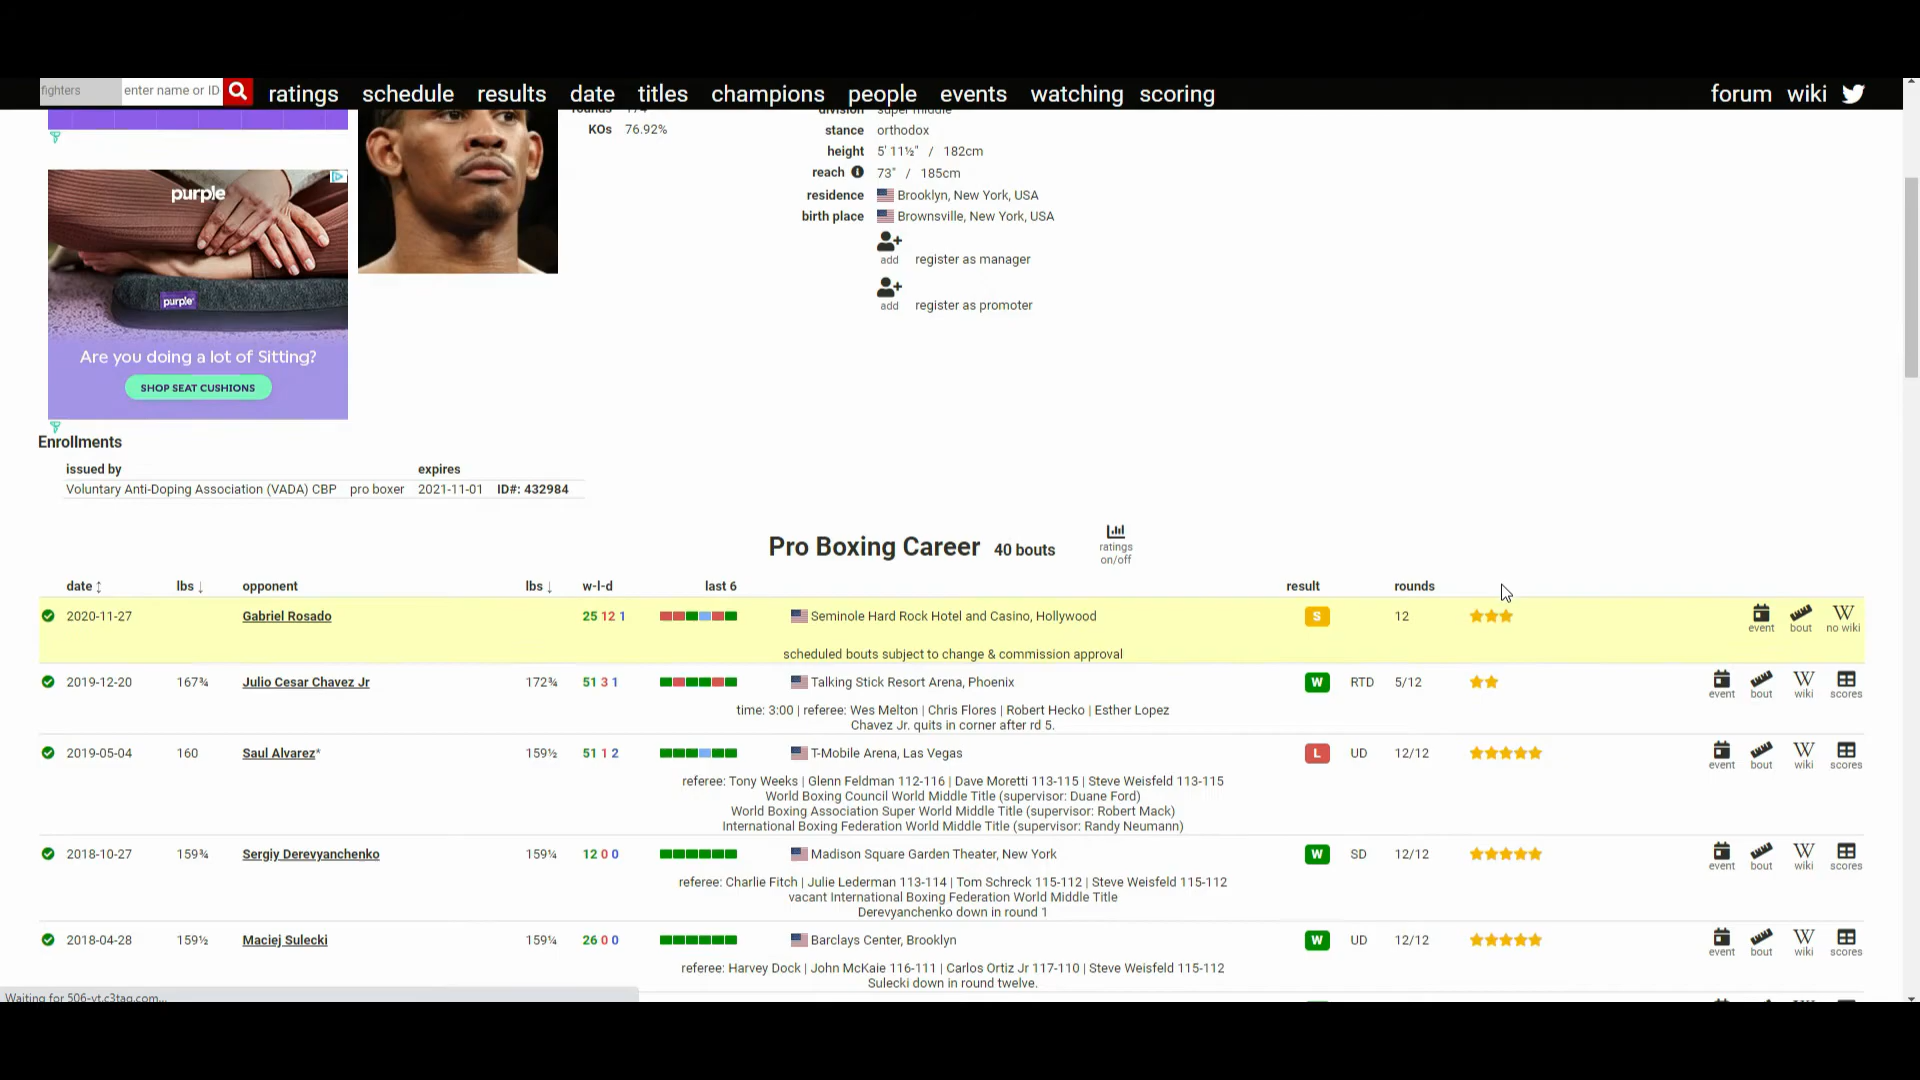 fighters enter name or ID ratings schedule results date titles champions people events watching scoring forum wiki
KOs 76.92%
stance orthodox
height 5' 11½" / 182cm
reach 73" / 185cm
residence Brooklyn, New York, USA
birth place Brownsville, New York, USA
add register as manager
add register as promoter
purple
purple
Are you doing a lot of Sitting?
SHOP SEAT CUSHIONS
Enrollments
issued by expires
Voluntary Anti-Doping Association (VADA) CBP pro boxer 2021-11-01 ID#: 432984
Pro Boxing Career 40 bouts
ratings
on/off
date lbs opponent lbs w-l-d last 6 result rounds
2020-11-27 Gabriel Rosado 25 12 1 Seminole Hard Rock Hotel and Casino, Hollywood S 12 event bout no wiki
scheduled bouts subject to change & commission approval
2019-12-20 167¾ Julio Cesar Chavez Jr 172¾ 51 3 1 Talking Stick Resort Arena, Phoenix W RTD 5/12 event bout wiki scores
time: 3:00 | referee: Wes Melton | Chris Flores | Robert Hecko | Esther Lopez
Chavez Jr. quits in corner after rd 5.
2019-05-04 160 Saul Alvarez* 159½ 51 1 2 T-Mobile Arena, Las Vegas L UD 12/12 event bout wiki scores
referee: Tony Weeks | Glenn Feldman 112-116 | Dave Moretti 113-115 | Steve Weisfeld 113-115
World Boxing Council World Middle Title (supervisor: Duane Ford)
World Boxing Association Super World Middle Title (supervisor: Robert Mack)
International Boxing Federation World Middle Title (supervisor: Randy Neumann)
2018-10-27 159¾ Sergiy Derevyanchenko 159¼ 12 0 0 Madison Square Garden Theater, New York W SD 12/12 event bout wiki scores
referee: Charlie Fitch | Julie Lederman 113-114 | Tom Schreck 115-112 | Steve Weisfeld 115-112
vacant International Boxing Federation World Middle Title
Derevyanchenko down in round 1
2018-04-28 159½ Maciej Sulecki 159¼ 26 0 0 Barclays Center, Brooklyn W UD 12/12 event bout wiki scores
referee: Harvey Dock | John McKaie 116-111 | Carlos Ortiz Jr 117-110 | Steve Weisfeld 115-112
Sulecki down in round twelve.